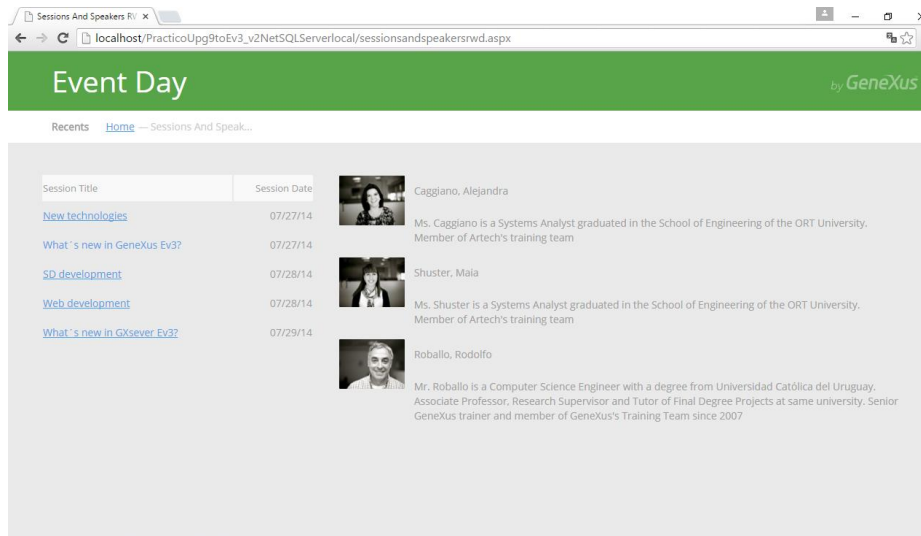 Sessions And Speakers RV
localhost/PracticoUpg9toEv3_v2NetSQLServerlocal/sessionsandspeakersrwd.aspx
Event Day
by GeneXus
Recents Home — Sessions And Speak...
Session Title Session Date
New technologies 07/27/14
What´s new in GeneXus Ev3? 07/27/14
SD development 07/28/14
Web development 07/28/14
What´s new in GXsever Ev3? 07/29/14
Caggiano, Alejandra
Ms. Caggiano is a Systems Analyst graduated in the School of Engineering of the ORT University.
Member of Artech's training team
Shuster, Maia
Ms. Shuster is a Systems Analyst graduated in the School of Engineering of the ORT University.
Member of Artech's training team
Roballo, Rodolfo
Mr. Roballo is a Computer Science Engineer with a degree from Universidad Católica del Uruguay.
Associate Professor, Research Supervisor and Tutor of Final Degree Projects at same university. Senior
GeneXus trainer and member of GeneXus's Training Team since 2007